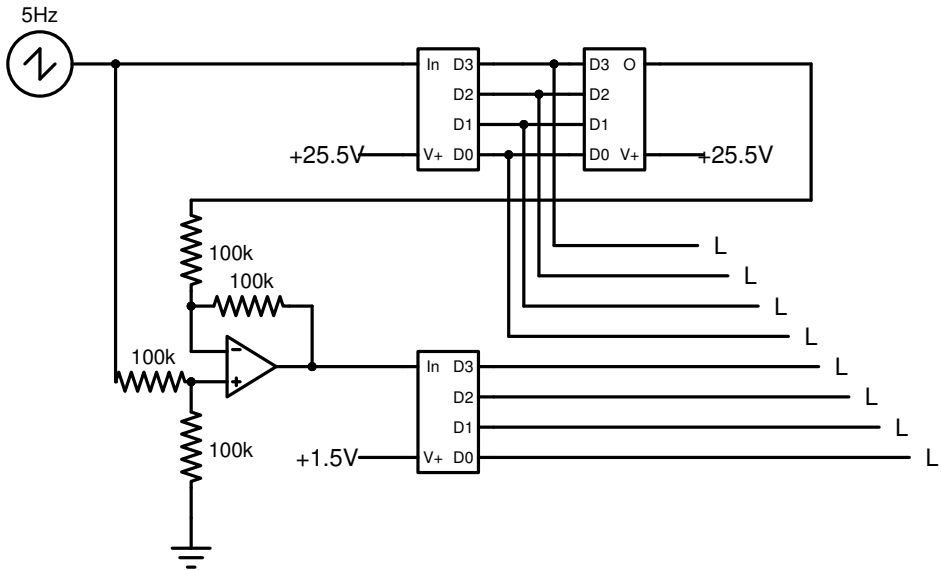 5Hz
In D3 D3 O
D2 D2
D1 D1
+25.5V V+ D0 D0 V+ +25.5V
100k
L
100k
L
L
L
100k
- In D3 L
+ D2 L
100k D1 L
+1.5V V+ D0 L